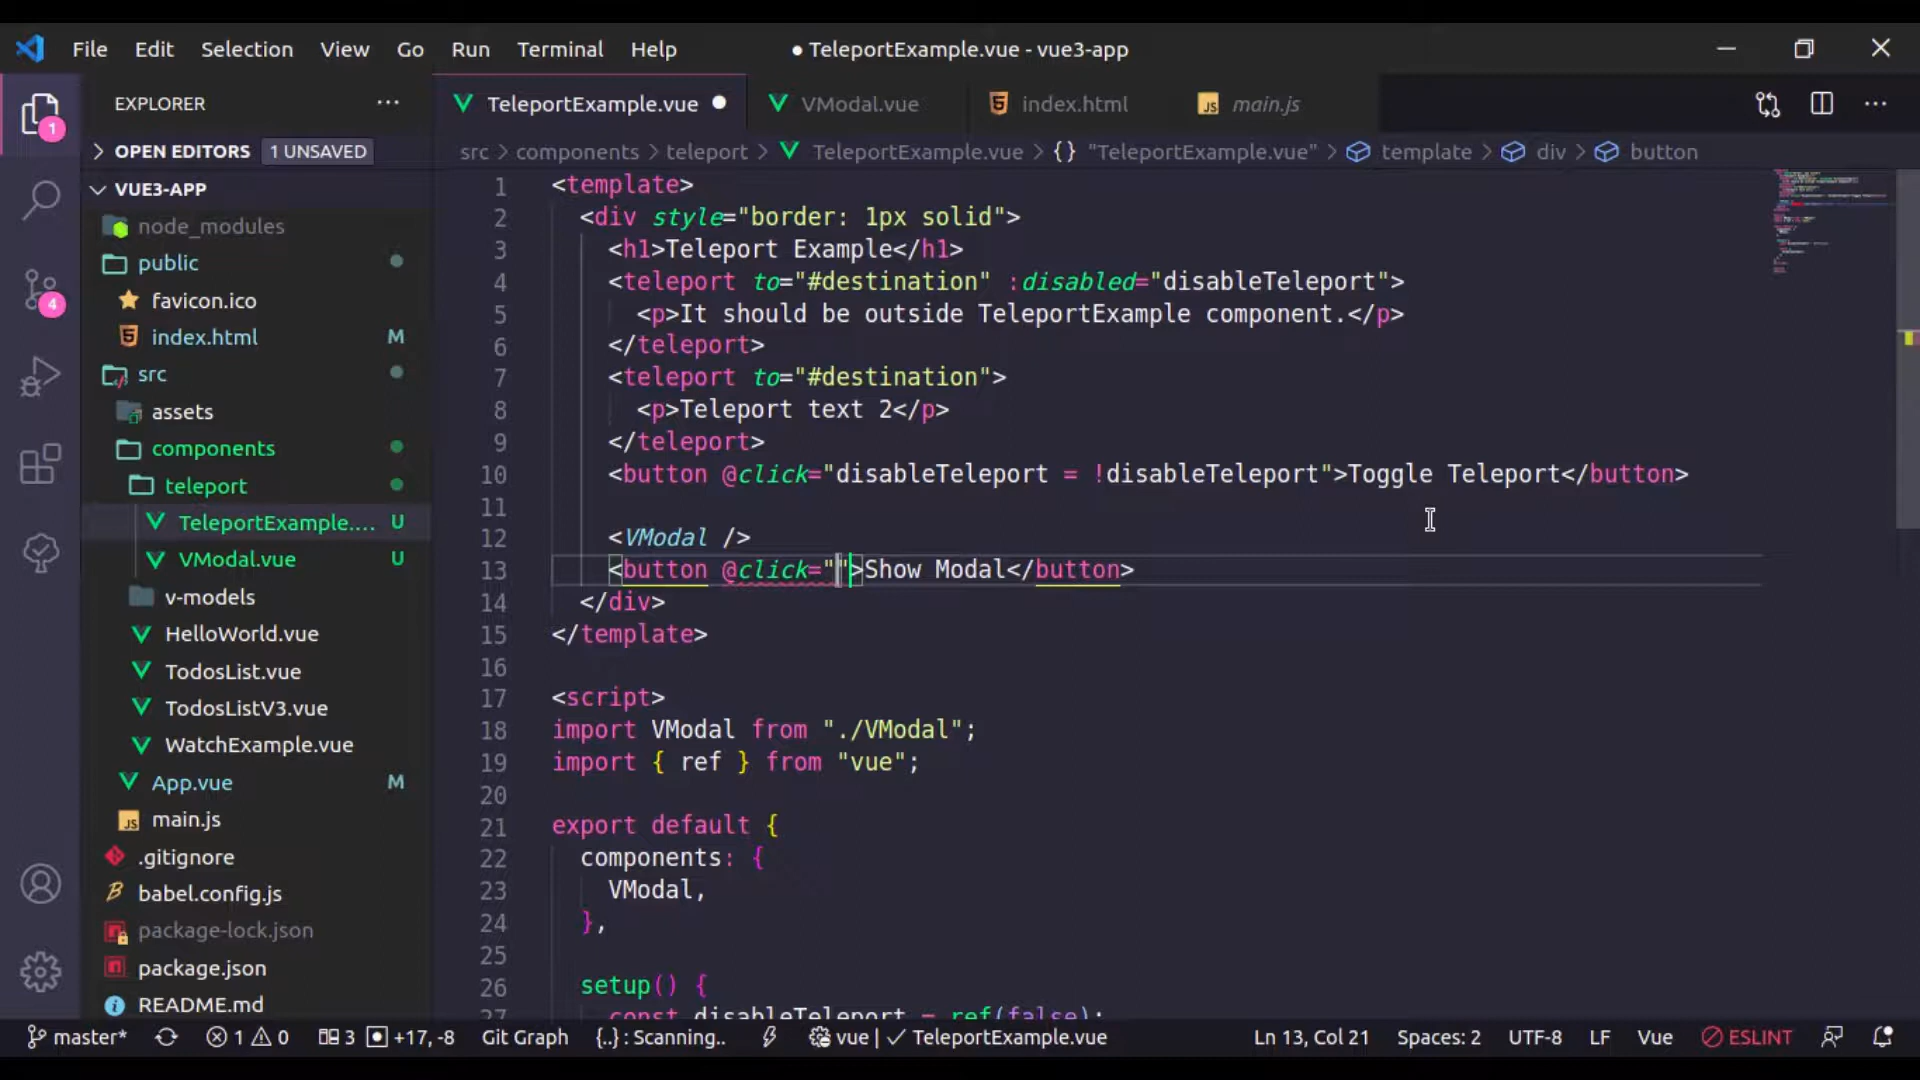 File Edit Selection View Go Run Terminal Help ● TeleportExample.vue - vue3-app
EXPLORER ···
1
OPEN EDITORS 1 UNSAVED
VUE3-APP
node_modules
public
favicon.ico
index.html M
4
src
assets
components
teleport
TeleportExample.... U
VModal.vue U
v-models
HelloWorld.vue
TodosList.vue
TodosListV3.vue
WatchExample.vue
App.vue M
main.js
.gitignore
babel.config.js
package-lock.json
package.json
README.md
TeleportExample.vue ● VModal.vue index.html main.js
src > components > teleport > TeleportExample.vue > {} "TeleportExample.vue" > template > div > button
1 <template>
2 <div style="border: 1px solid">
3 <h1>Teleport Example</h1>
4 <teleport to="#destination" :disabled="disableTeleport">
5 <p>It should be outside TeleportExample component.</p>
6 </teleport>
7 <teleport to="#destination">
8 <p>Teleport text 2</p>
9 </teleport>
10 <button @click="disableTeleport = !disableTeleport">Toggle Teleport</button>
11
12 <VModal />
13 <button @click="">Show Modal</button>
14 </div>
15 </template>
16
17 <script>
18 import VModal from "./VModal";
19 import { ref } from "vue";
20
21 export default {
22 components: {
23 VModal,
24 },
25
26 setup() {
27 const disableTeleport = ref(false);
master* 1 0 3 +17, -8 Git Graph {..} : Scanning.. vue | ✓ TeleportExample.vue Ln 13, Col 21 Spaces: 2 UTF-8 LF Vue ESLINT